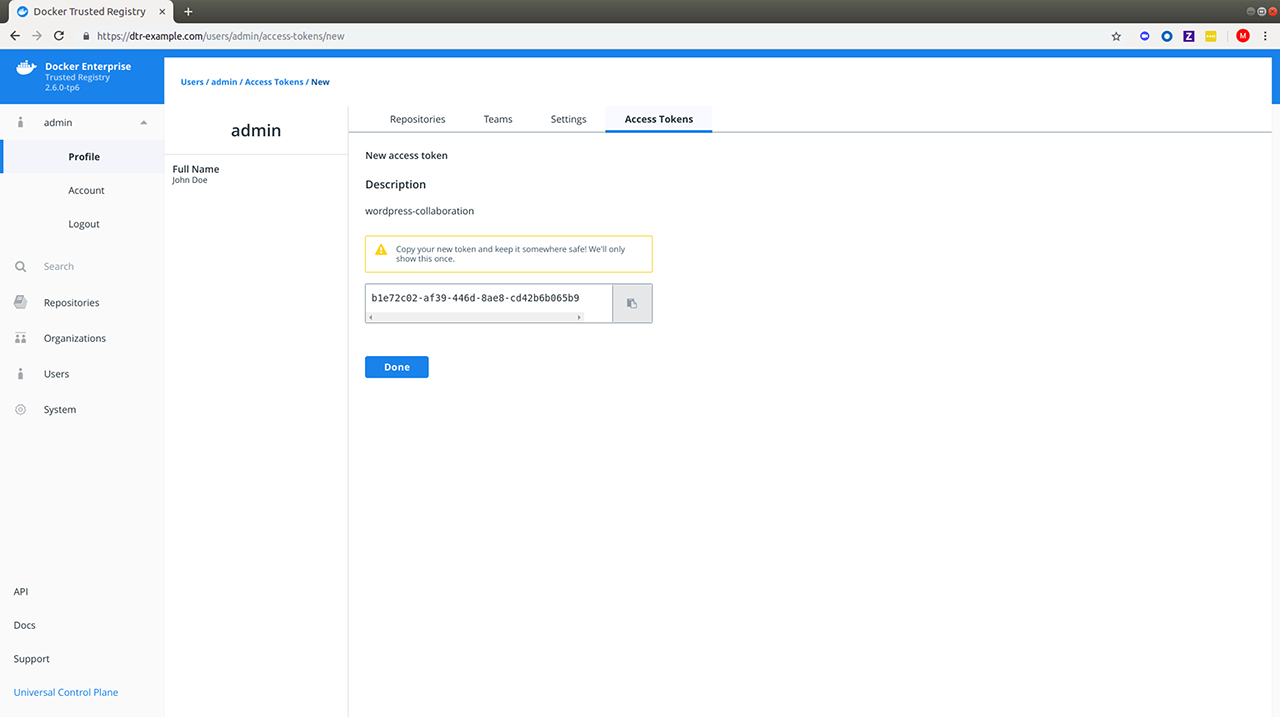 Docker Trusted Registry
https://dtr-example.com/users/admin/access-tokens/new
Z
M
Docker Enterprise
Trusted Registry
2.6.0-tp6
admin
Profile
Account
Logout
Search
Repositories
Organizations
Users
System
API
Docs
Support
Universal Control Plane
Users / admin / Access Tokens / New
admin
Full Name
John Doe
Repositories Teams Settings Access Tokens
New access token
Description
wordpress-collaboration
Copy your new token and keep it somewhere safe! We'll only
show this once.
b1e72c02-af39-446d-8ae8-cd42b6b065b9
Done